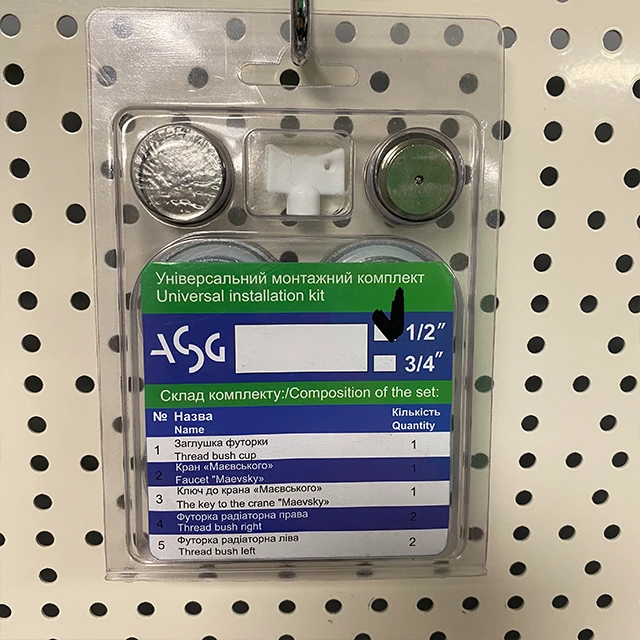 Універсальний монтажний комплект
Universal installation kit
ASG
1/2"
3/4"
Склад комплекту:/Composition of the set:
№ Назва Кількість
Name Quantity
1 Заглушка футорки 1
Thread bush cup
2 Кран «Маєвського» 1
Faucet "Maevsky»
3 Ключ до крана «Маєвського» 1
The key to the crane "Maevsky»
4 Футорка радіаторна права 2
Thread bush right
5 Футорка радіаторна ліва 2
Thread bush left